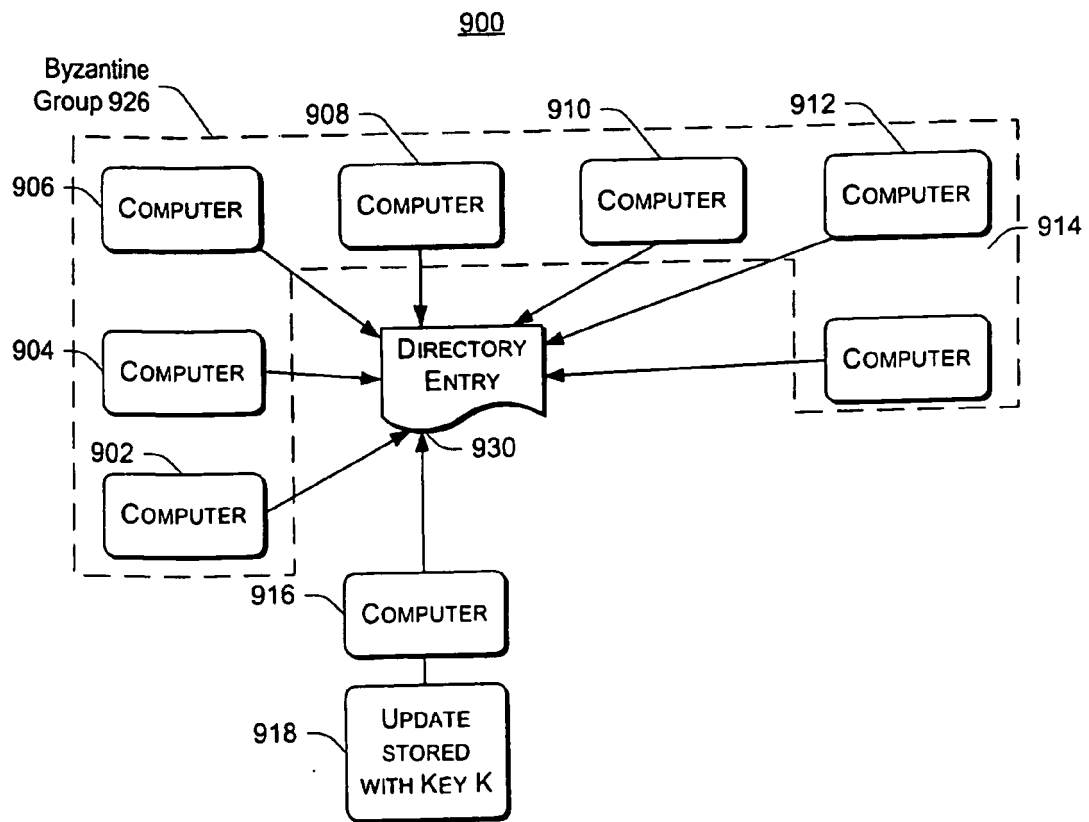 900
Byzantine
Group 926
908
910
912
906
COMPUTER
COMPUTER
COMPUTER
COMPUTER
914
904
COMPUTER
DIRECTORY
ENTRY
COMPUTER
902
930
COMPUTER
916
COMPUTER
918
UPDATE
STORED
WITH KEY K